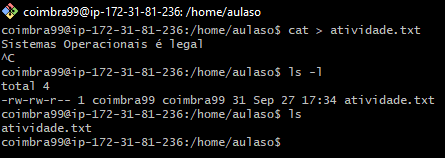 coimbra99@ip-172-31-81-236: /home/aulaso
coimbra99@ip-172-31-81-236:/home/aulaso$ cat > atividade.txt
Sistemas Operacionais é legal
^C
coimbra99@ip-172-31-81-236:/home/aulaso$ ls -l
total 4
-rw-rw-r-- 1 coimbra99 coimbra99 31 Sep 27 17:34 atividade.txt
coimbra99@ip-172-31-81-236:/home/aulaso$ ls
atividade.txt
coimbra99@ip-172-31-81-236:/home/aulaso$